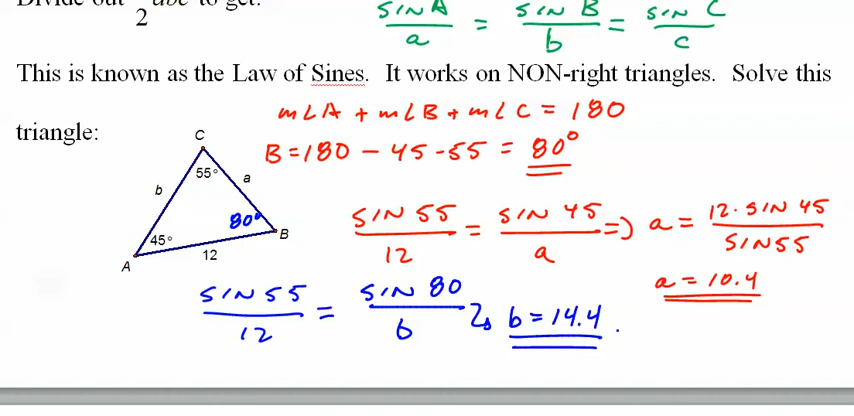 2
sin A / a = sin B / b = sin C / c
This is known as the Law of Sines. It works on NON-right triangles. Solve this
m∠A + m∠B + m∠C = 180
triangle:
C
B = 180 - 45 - 55 = 80°
55°
a
b
80°
B
45°
12
A
SIN 55 / 12 = SIN 45 / a => a = 12 · SIN 45 / SIN 55
a = 10.4
SIN 55 / 12 = SIN 80 / b
b = 14.4.